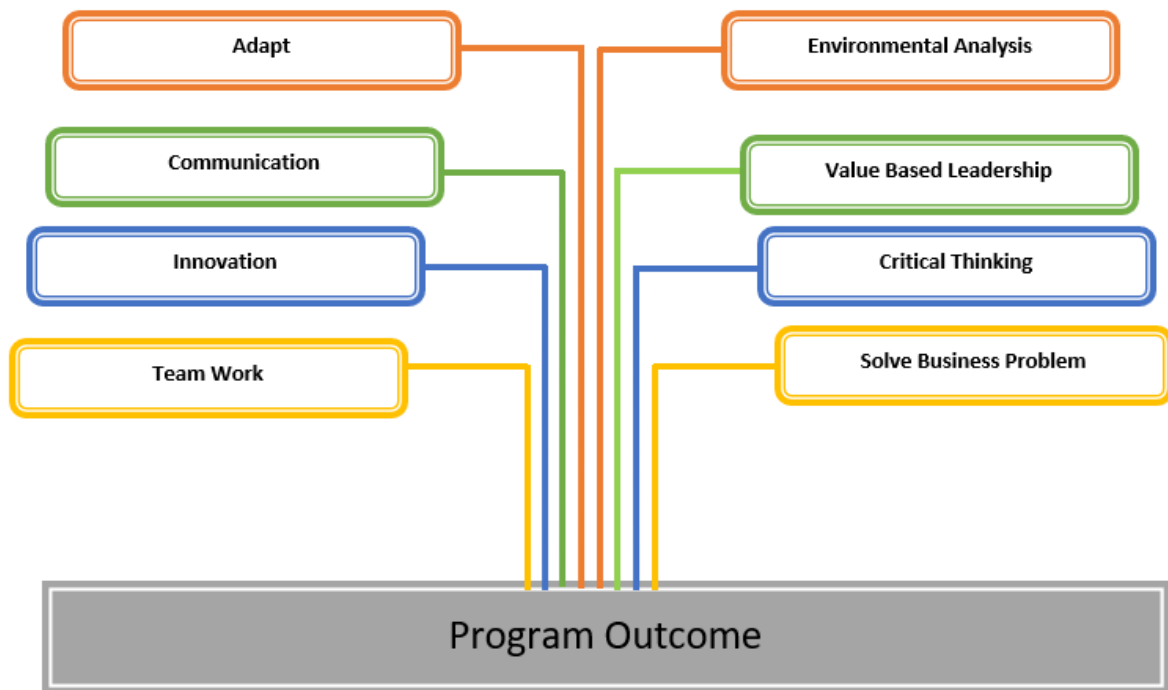 Adapt
Environmental Analysis
Communication
Value Based Leadership
Innovation
Critical Thinking
Team Work
Solve Business Problem
Program Outcome